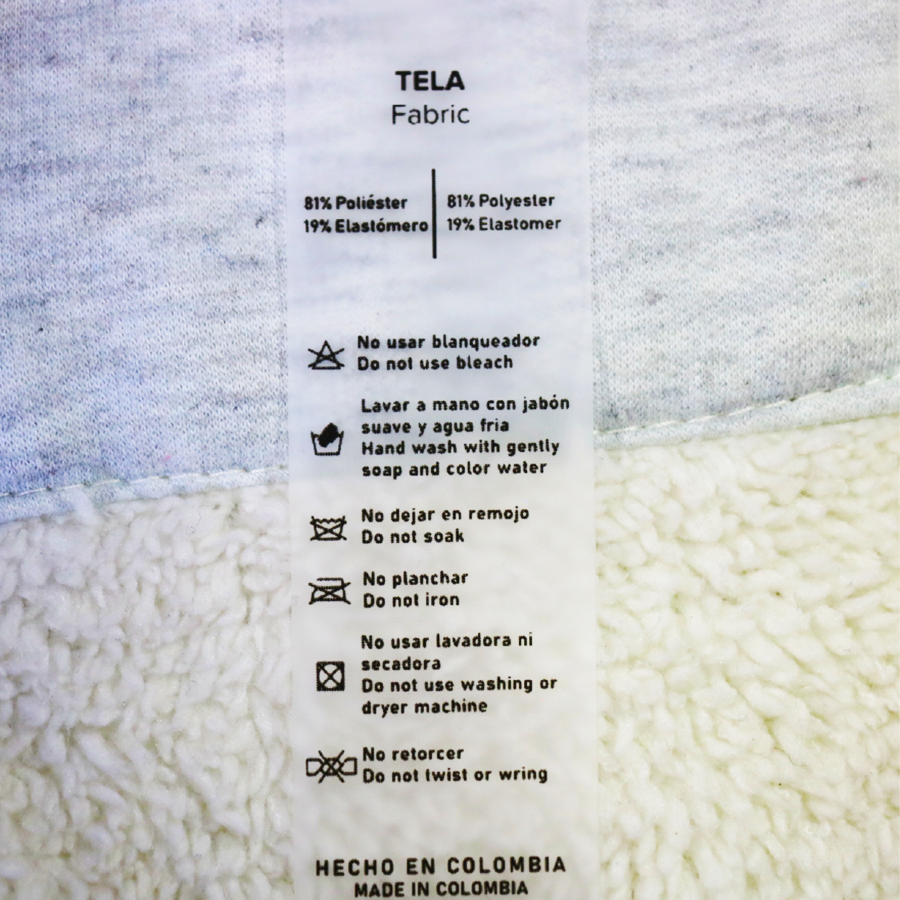 TELA
Fabric
81% Poliéster
19% Elastómero
81% Polyester
19% Elastomer
No usar blanqueador
Do not use bleach
Lavar a mano con jabón
suave y agua fria
Hand wash with gently
soap and color water
No dejar en remojo
Do not soak
No planchar
Do not iron
No usar lavadora ni
secadora
Do not use washing or
dryer machine
No retorcer
Do not twist or wring
HECHO EN COLOMBIA
MADE IN COLOMBIA